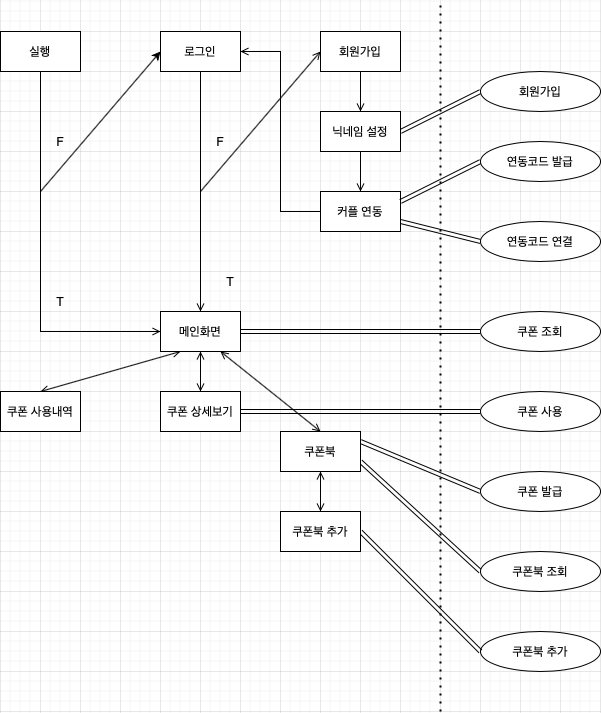 실행
로그인
회원가입
회원가입
닉네임 설정
F
F
연동코드 발급
커플 연동
연동코드 연결
T
T
메인화면
쿠폰 조회
쿠폰 사용내역
쿠폰 상세보기
쿠폰 사용
쿠폰북
쿠폰 발급
쿠폰북 추가
쿠폰북 조회
쿠폰북 추가